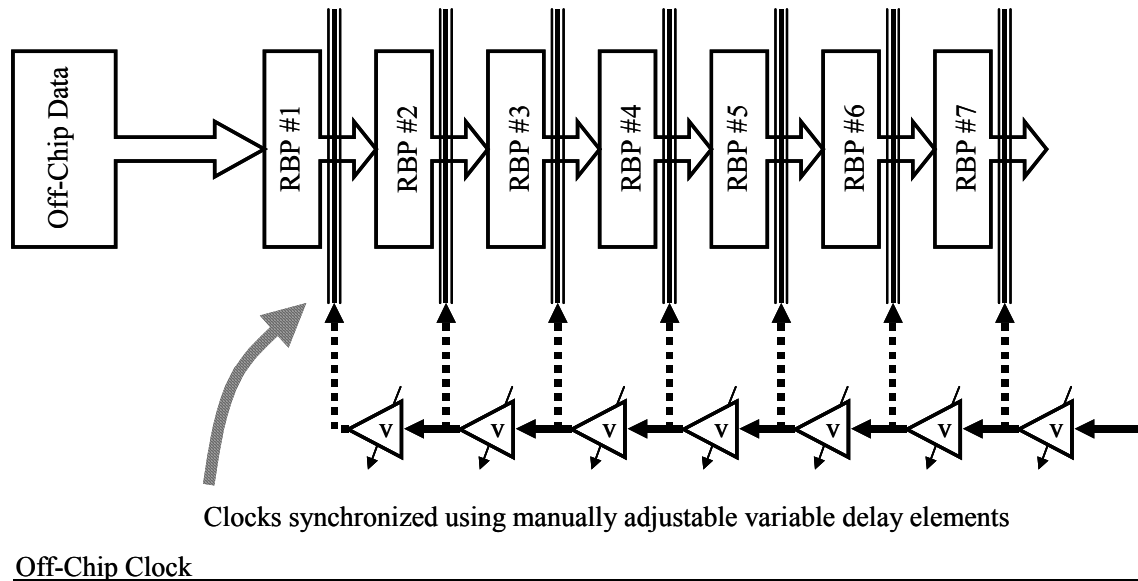 Off-Chip Data
RBP #1
RBP #2
RBP #3
RBP #4
RBP #5
RBP #6
RBP #7
v
v
v
v
v
v
v
Clocks synchronized using manually adjustable variable delay elements
Off-Chip Clock